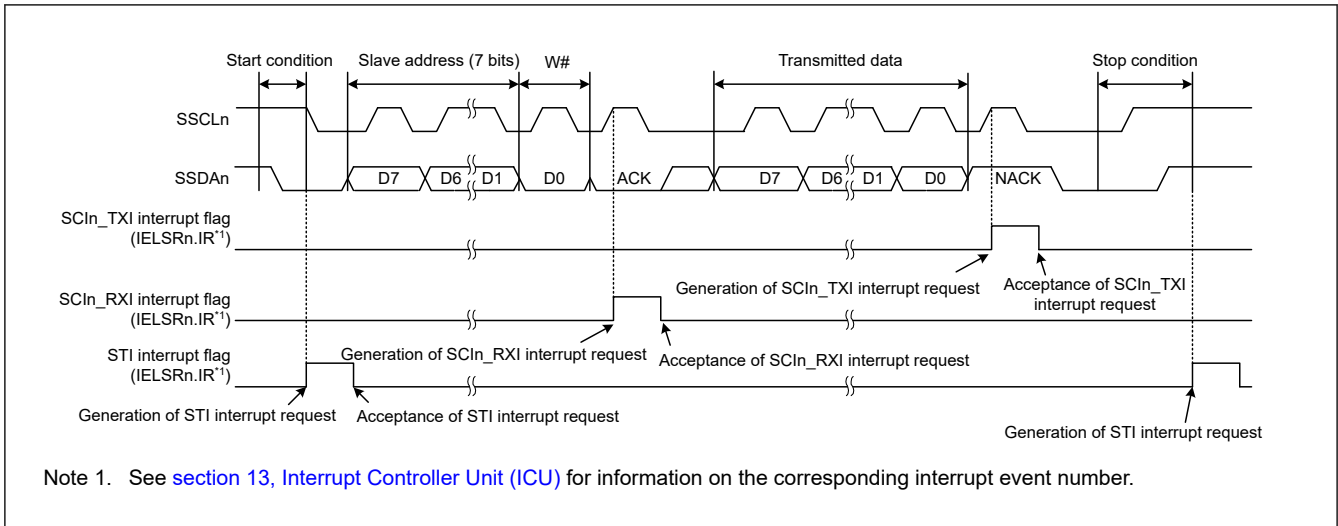 Start condition
Slave address (7 bits)
W#
Transmitted data
Stop condition
SSCLn
SSDAn
D7
D6
D1
D0
ACK
D7
D6
D1
D0
NACK
SCIn_TXI interrupt flag
(IELSRn.IR*1)
Generation of SCIn_TXI interrupt request
Acceptance of SCIn_TXI
interrupt request
SCIn_RXI interrupt flag
(IELSRn.IR*1)
Generation of SCIn_RXI interrupt request
Acceptance of SCIn_RXI interrupt request
STI interrupt flag
(IELSRn.IR*1)
Generation of STI interrupt request
Acceptance of STI interrupt request
Generation of STI interrupt request
Note 1. See section 13, Interrupt Controller Unit (ICU) for information on the corresponding interrupt event number.